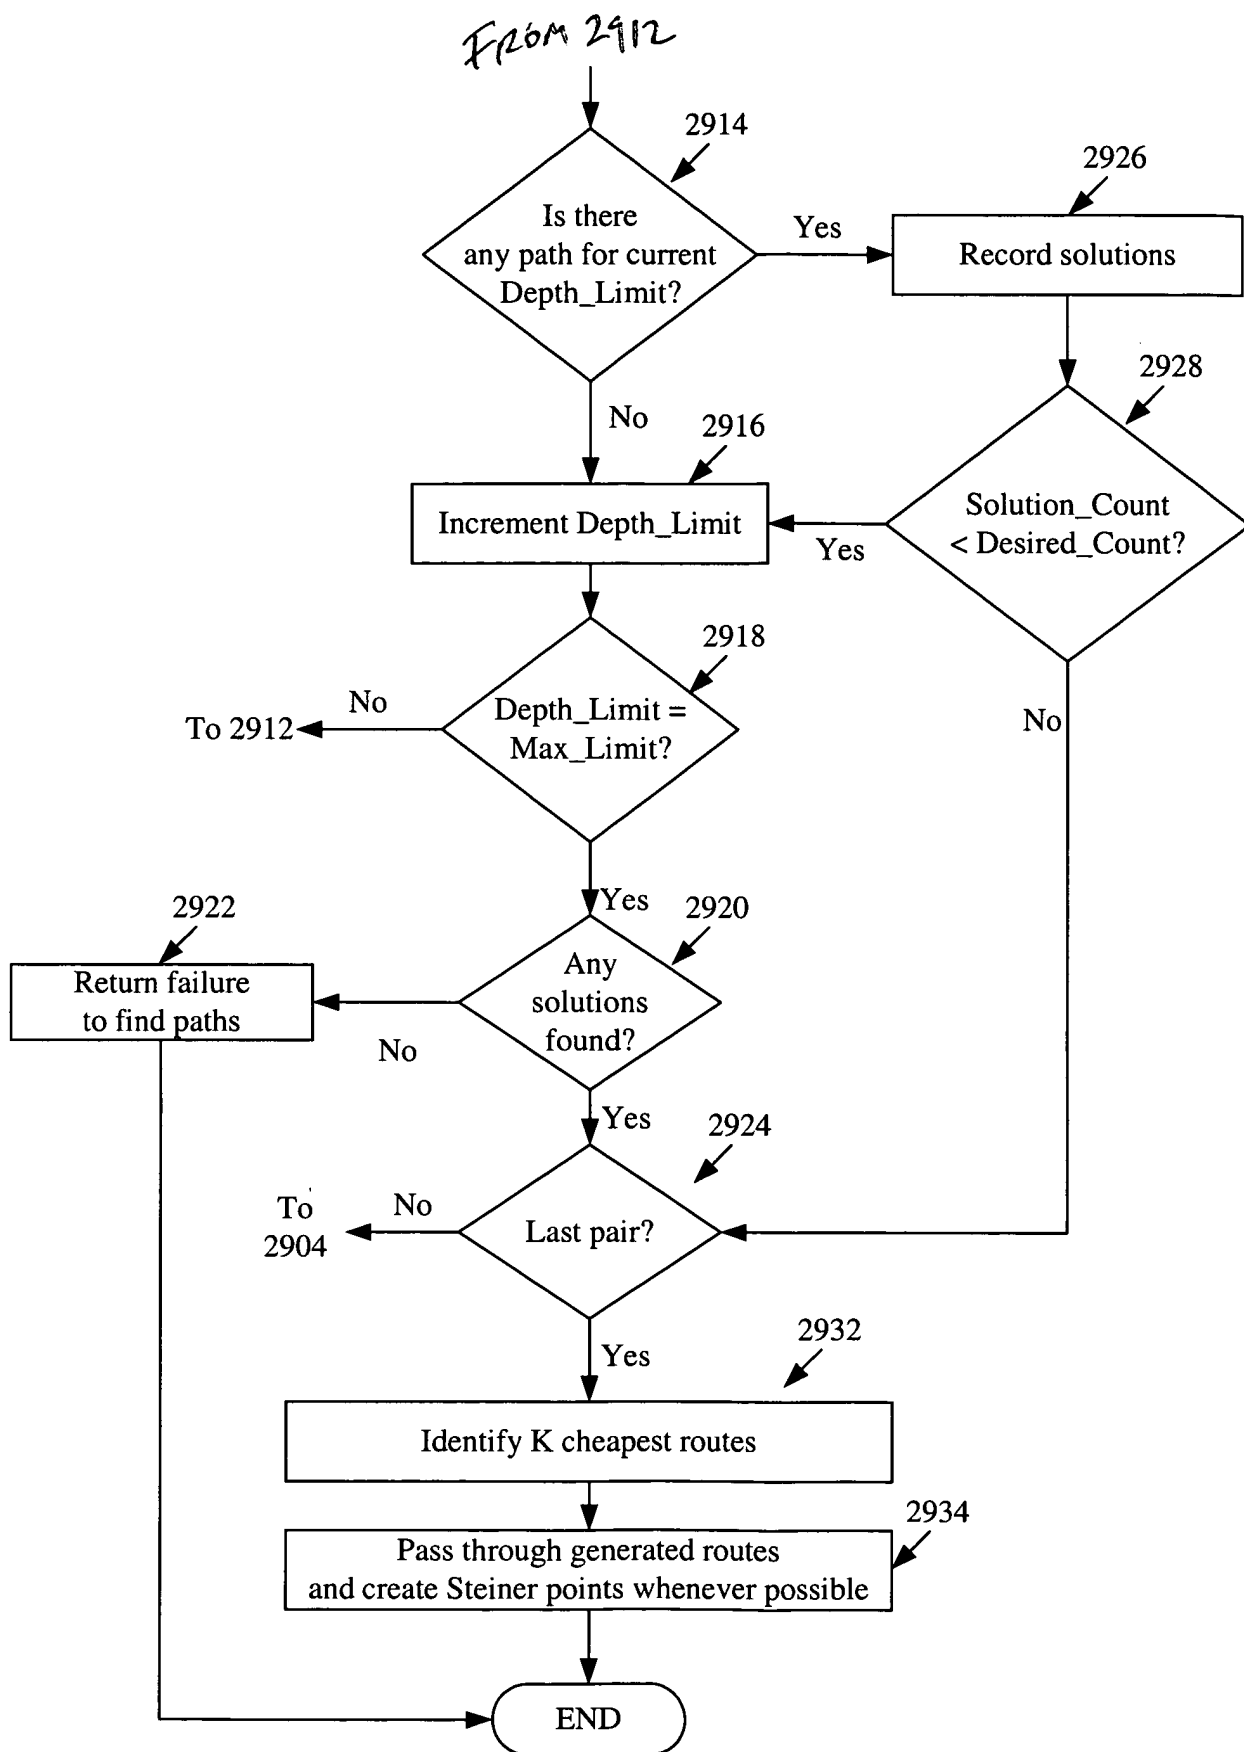 FROM 2912
2914
2926
Is there
any path for current
Depth_Limit?
Yes
Record solutions
2928
No
2916
Increment Depth_Limit
Yes
Solution_Count
< Desired_Count?
2918
No
To 2912
Depth_Limit =
Max_Limit?
No
Yes
2920
2922
Return failure
to find paths
Any
solutions
found?
No
Yes
2924
To
2904
No
Last pair?
Yes
2932
Identify K cheapest routes
2934
Pass through generated routes
and create Steiner points whenever possible
END